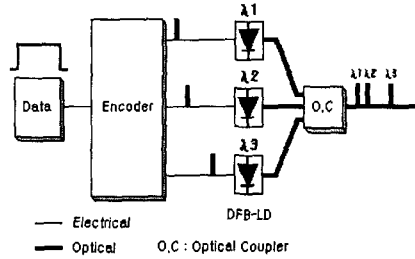 λ1
λ2
λ3
Data
Encoder
O,C
λ1 λ2 λ3
DFB-LD
Electrical
Optical O,C : Optical Coupler